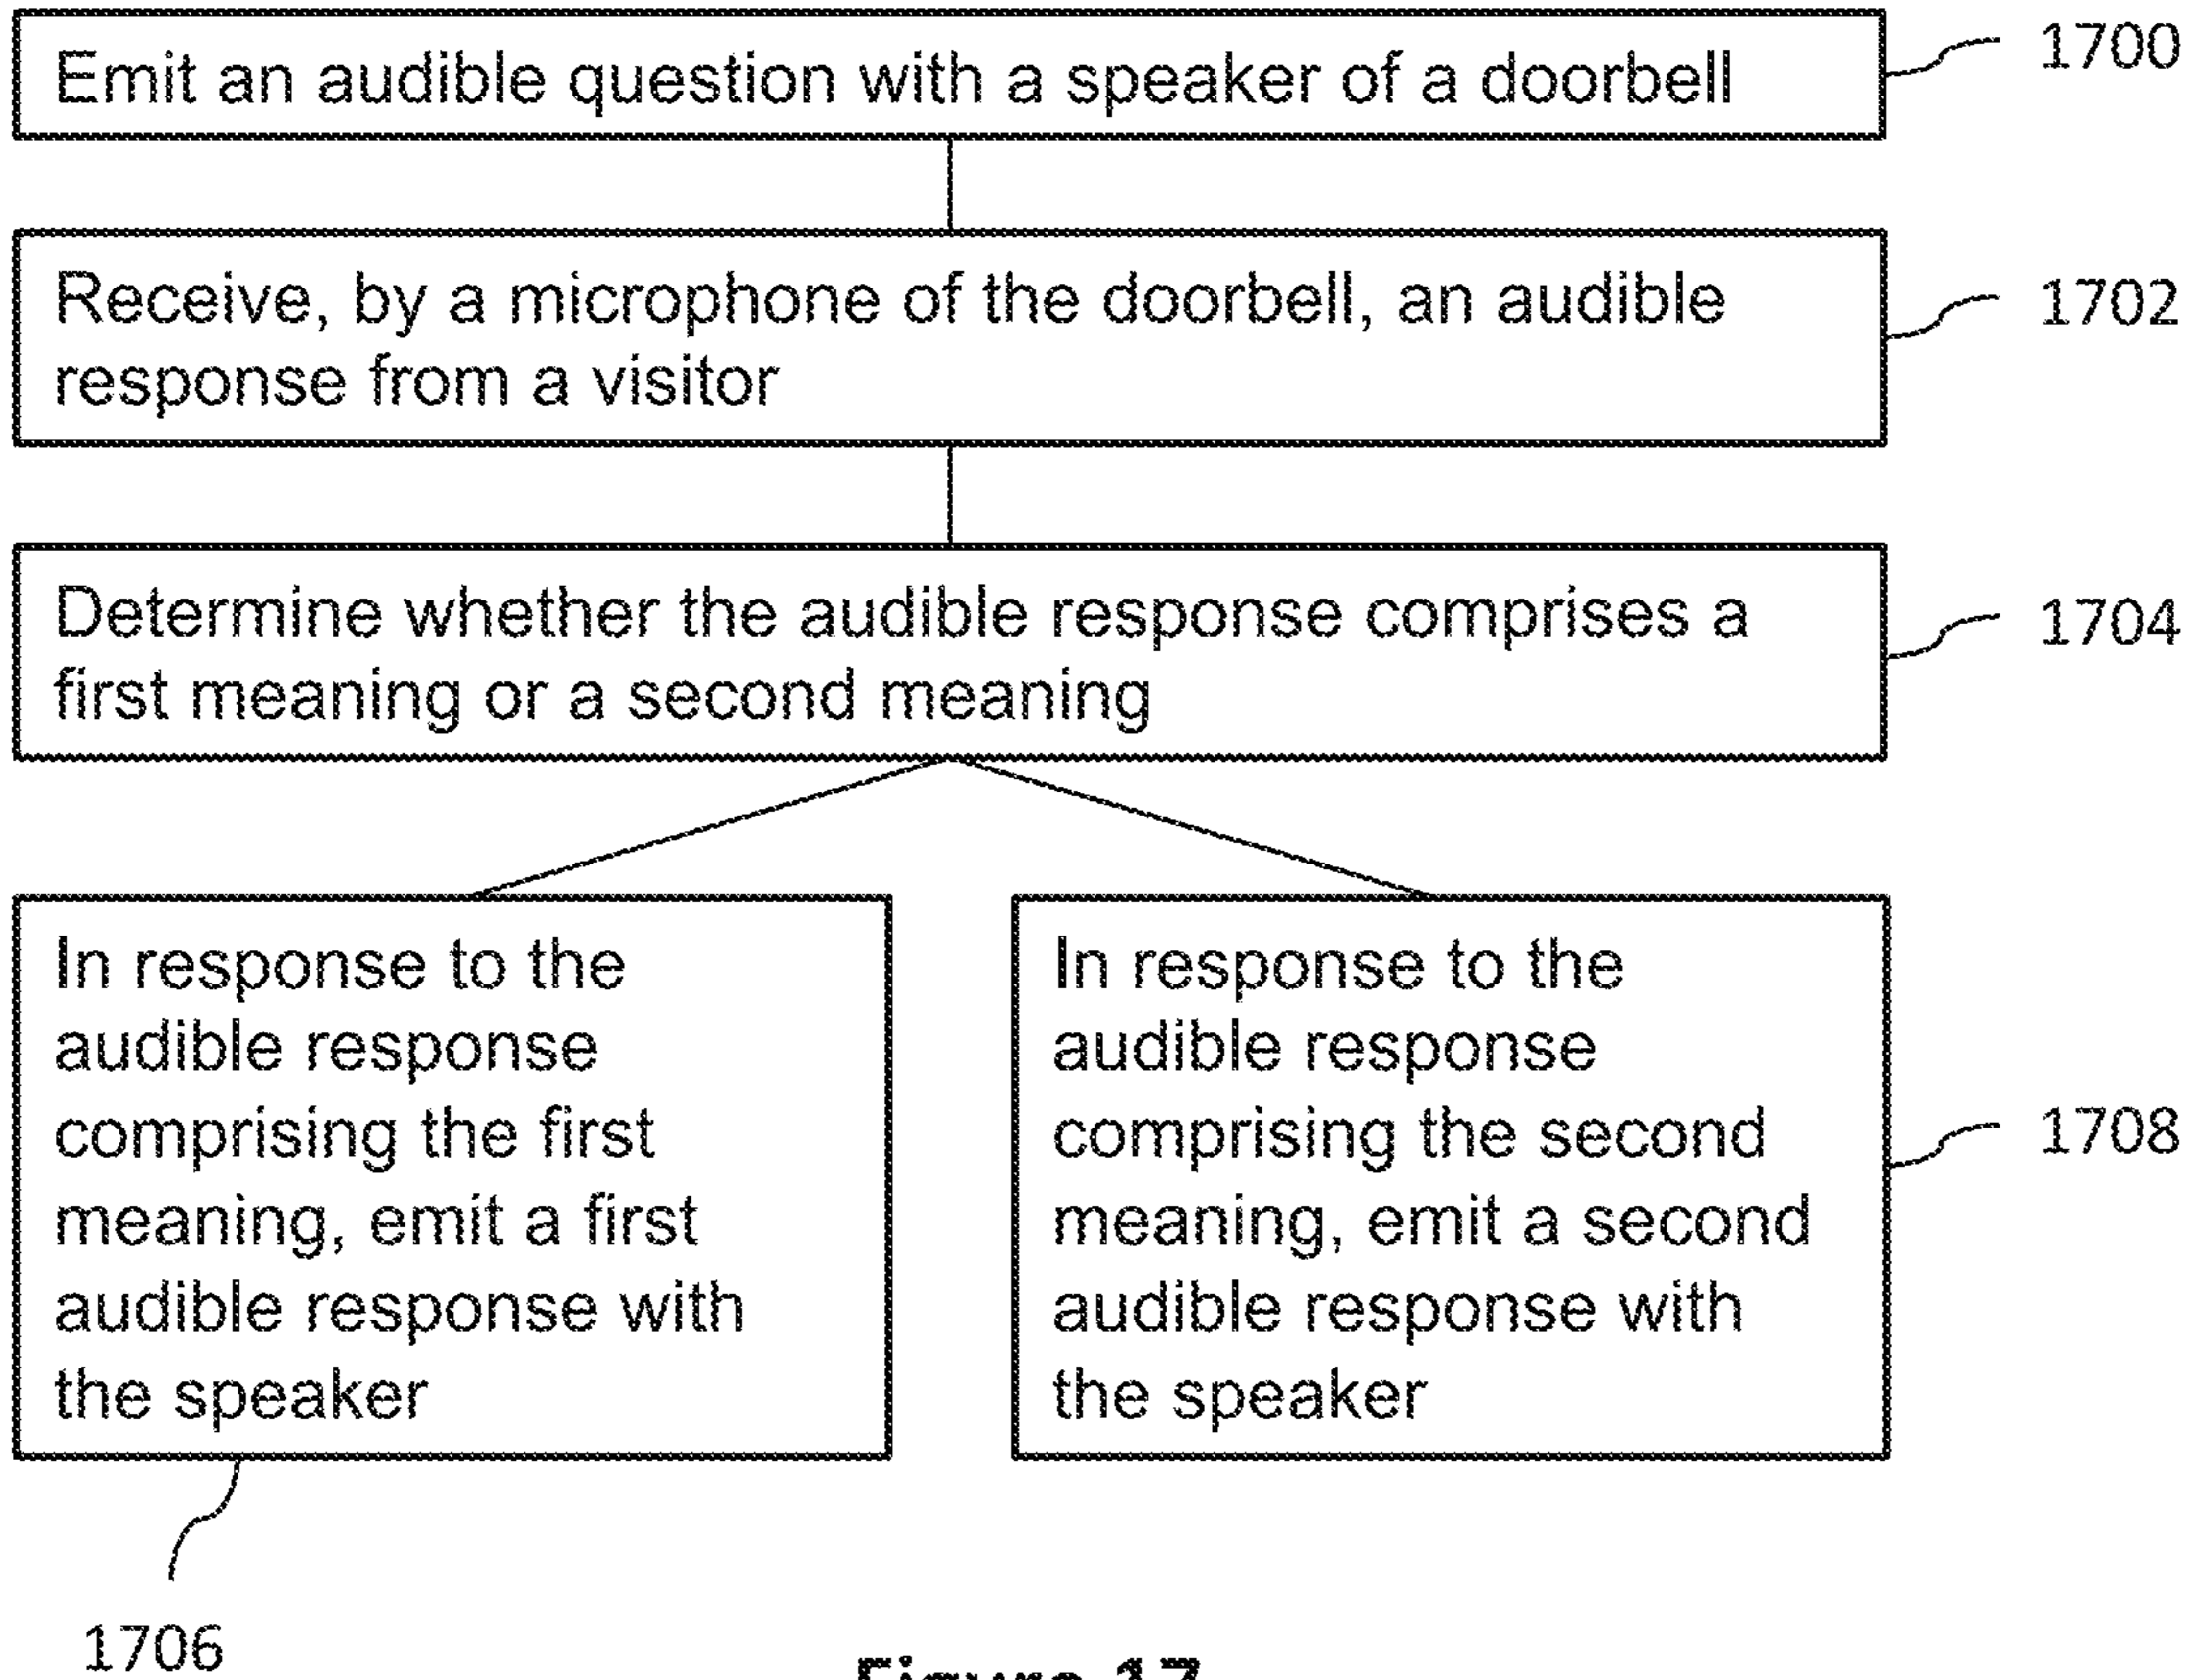 Emit an audible question with a speaker of a doorbell
1700
Receive, by a microphone of the doorbell, an audible
response from a visitor
1702
Determine whether the audible response comprises a
first meaning or a second meaning
1704
In response to the
audible response
comprising the first
meaning, emit a first
audible response with
the speaker
1706
In response to the
audible response
comprising the second
meaning, emit a second
audible response with
the speaker
1708
Figure 17